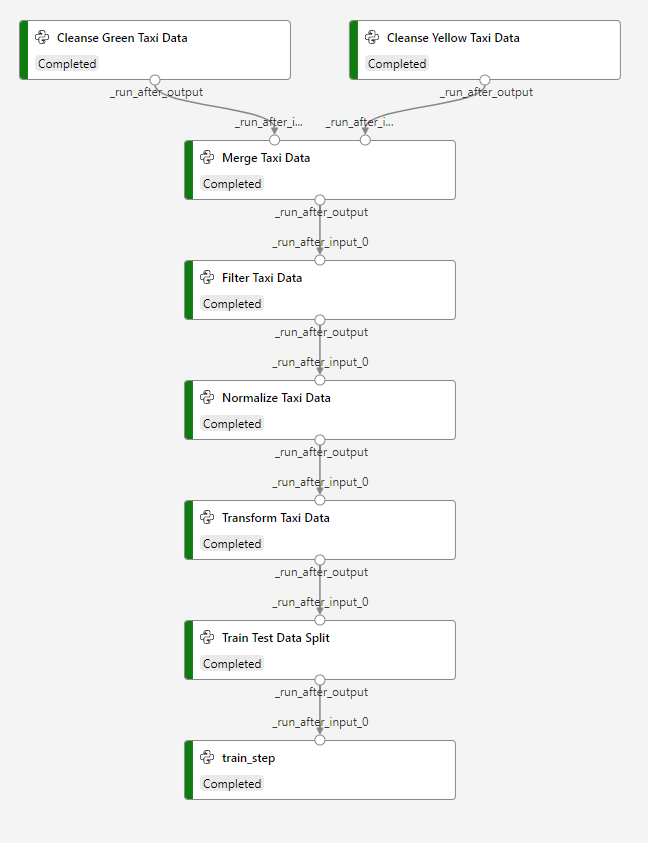 Cleanse Green Taxi Data
Completed
Cleanse Yellow Taxi Data
Completed
_run_after_output
_run_after_output
_run_after_i...
_run_after_i...
Merge Taxi Data
Completed
_run_after_output
_run_after_input_0
Filter Taxi Data
Completed
_run_after_output
_run_after_input_0
Normalize Taxi Data
Completed
_run_after_output
_run_after_input_0
Transform Taxi Data
Completed
_run_after_output
_run_after_input_0
Train Test Data Split
Completed
_run_after_output
_run_after_input_0
train_step
Completed